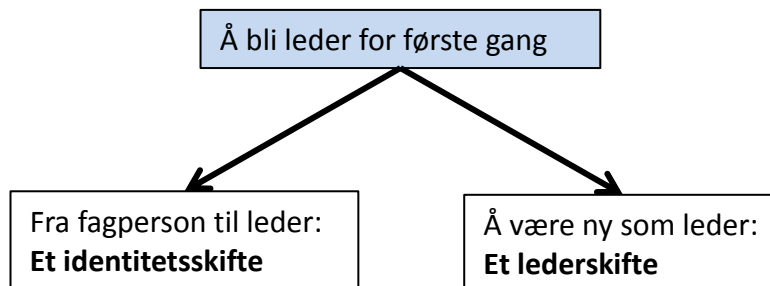 Å bli leder for første gang
Fra fagperson til leder:
Et identitetsskifte
Å være ny som leder:
Et lederskifte